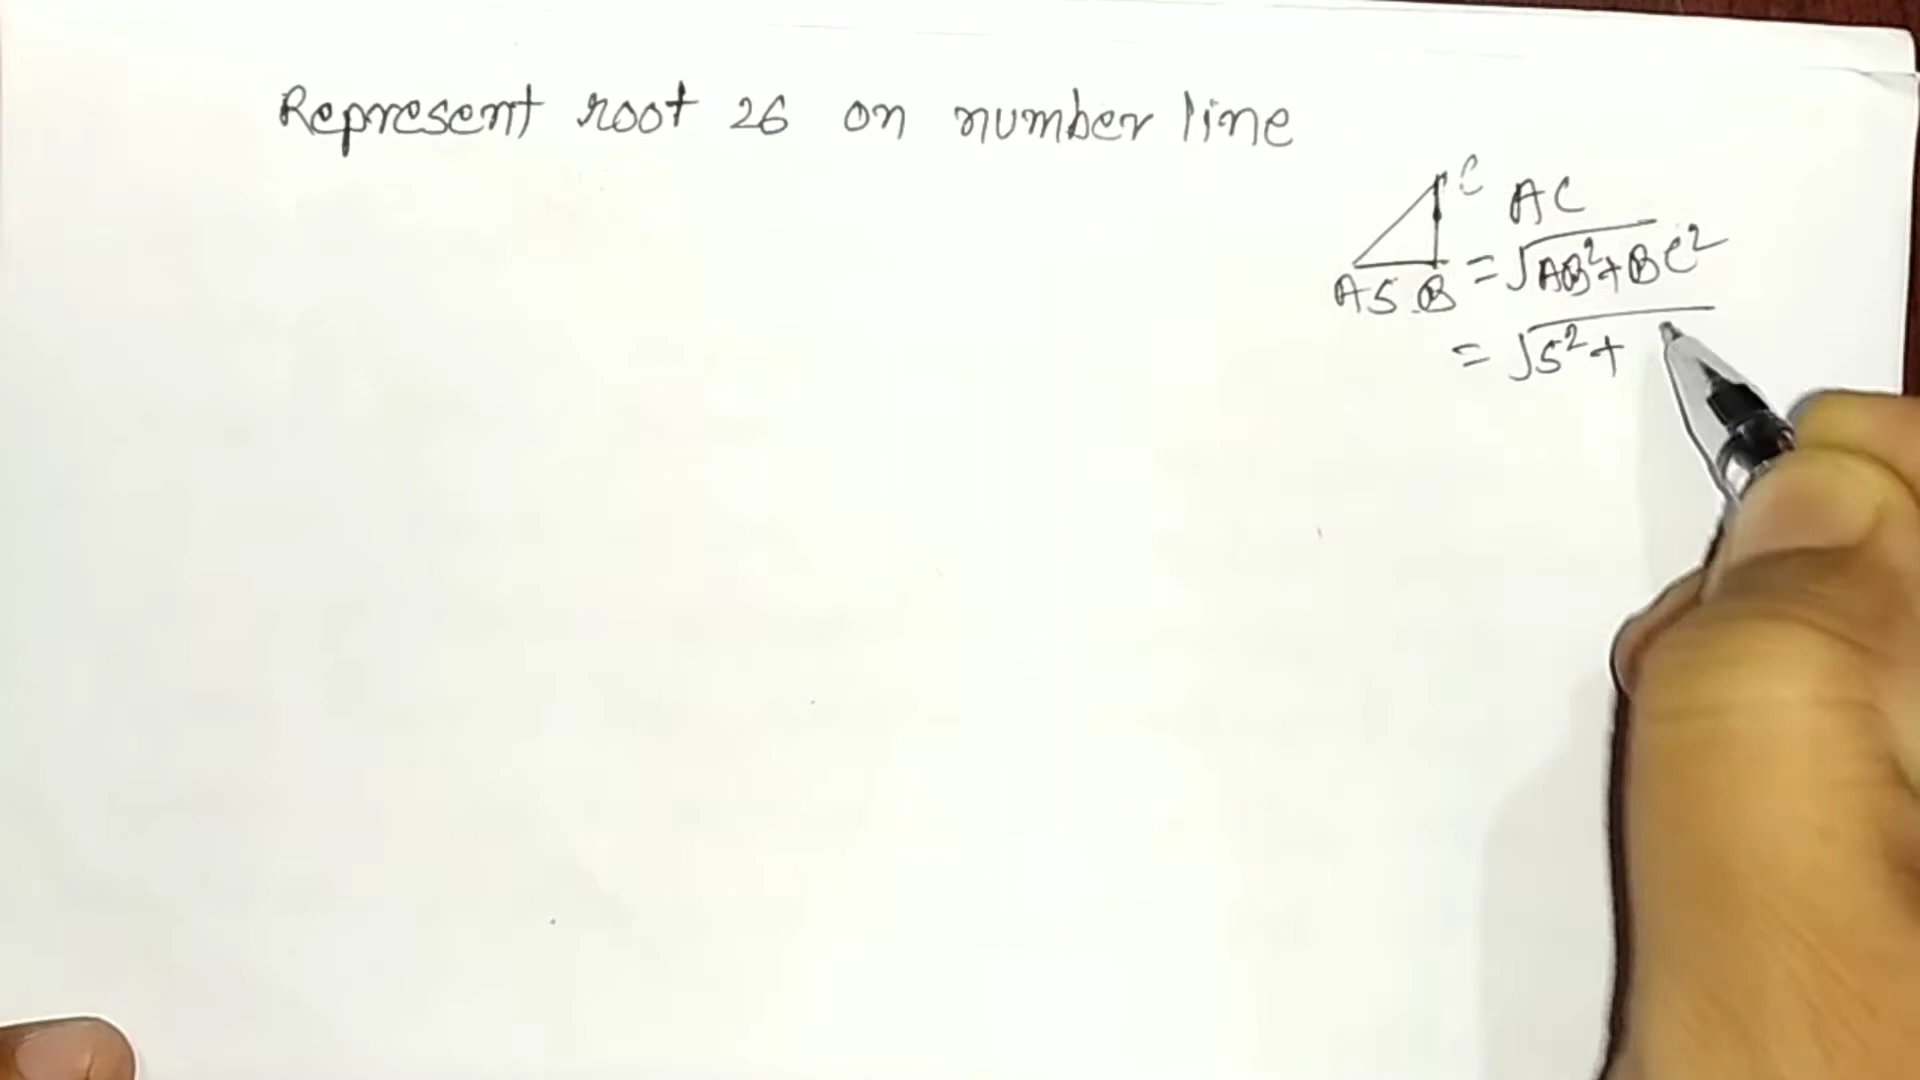 Represent root 26 on number line
C
AC
A 5 B
= √AB²+BC²
= √5²+